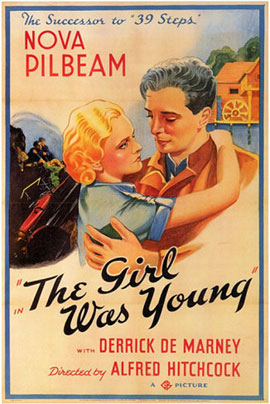 The Successor to "39 Steps."
NOVA
PILBEAM
IN
"The Girl
Was Young"
WITH DERRICK DE MARNEY
Directed by ALFRED HITCHCOCK
A GB PICTURE